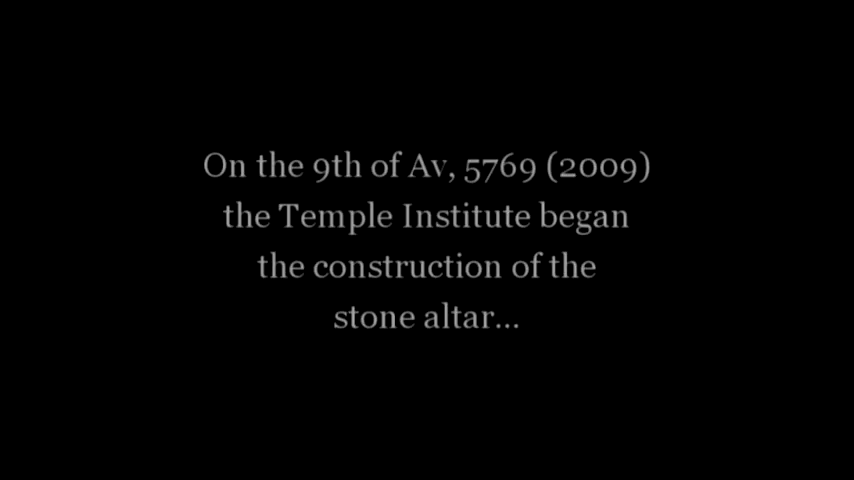 On the 9th of Av, 5769 (2009)
the Temple Institute began
the construction of the
stone altar...